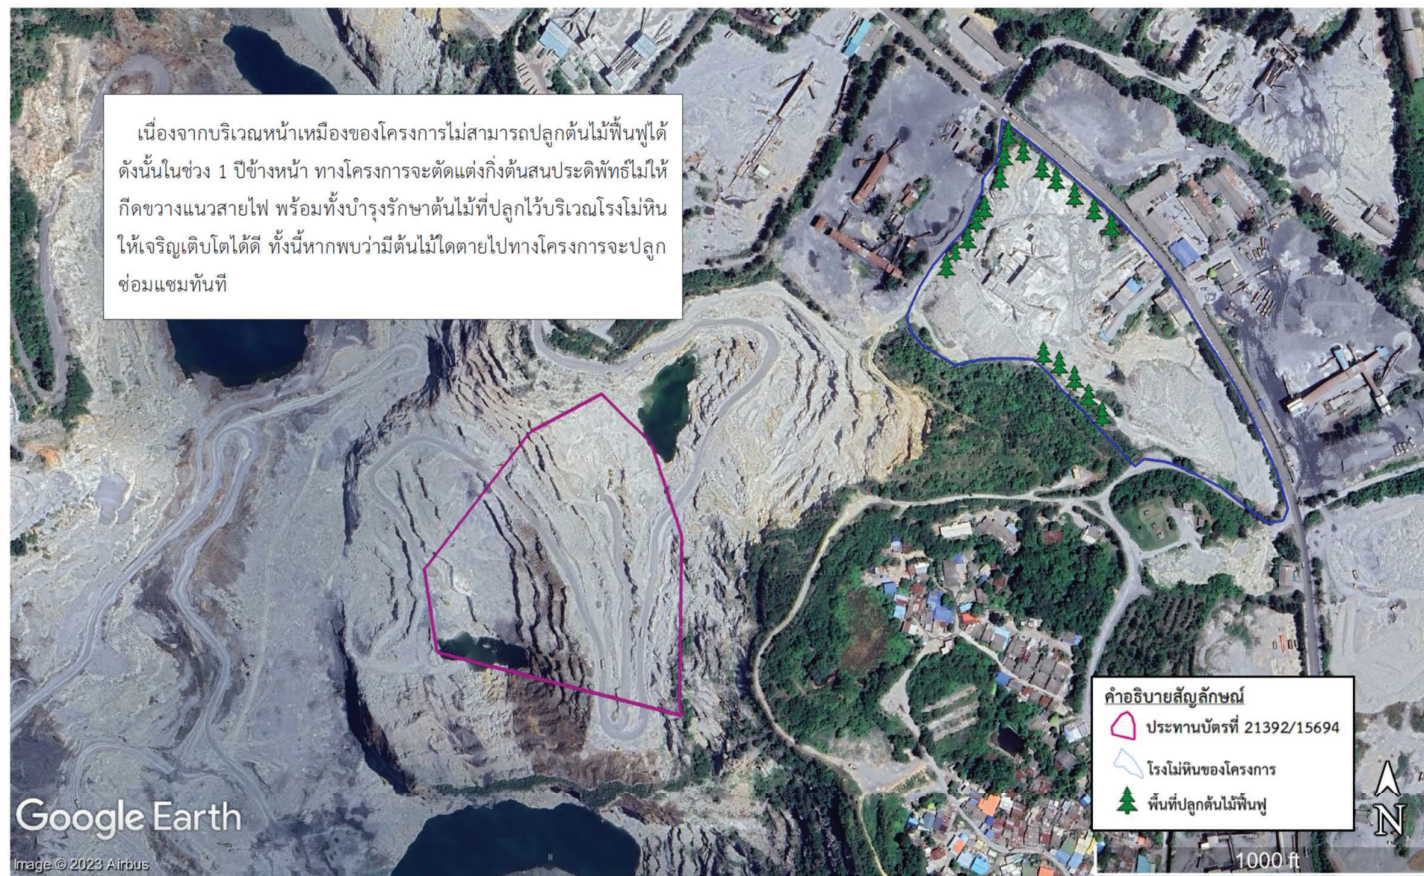 เนื่องจากบริเวณหน้าเหมืองของโครงการไม่สามารถปลูกต้นไม้ฟื้นฟูได้
ดังนั้นในช่วง 1 ปีข้างหน้า ทางโครงการจะตัดแต่งกิ่งต้นสนประดิพัทธ์ไม่ให้
กีดขวางแนวสายไฟ พร้อมทั้งบำรุงรักษาต้นไม้ที่ปลูกไว้บริเวณโรงโม่หิน
ให้เจริญเติบโตได้ดี ทั้งนี้หากพบว่ามีต้นไม้ใดตายไปทางโครงการจะปลูก
ซ่อมแซมทันที
คำอธิบายสัญลักษณ์
ประทานบัตรที่ 21392/15694
โรงโม่หินของโครงการ
พื้นที่ปลูกต้นไม้ฟื้นฟู
N
Google Earth
Image © 2023 Airbus
1000 ft